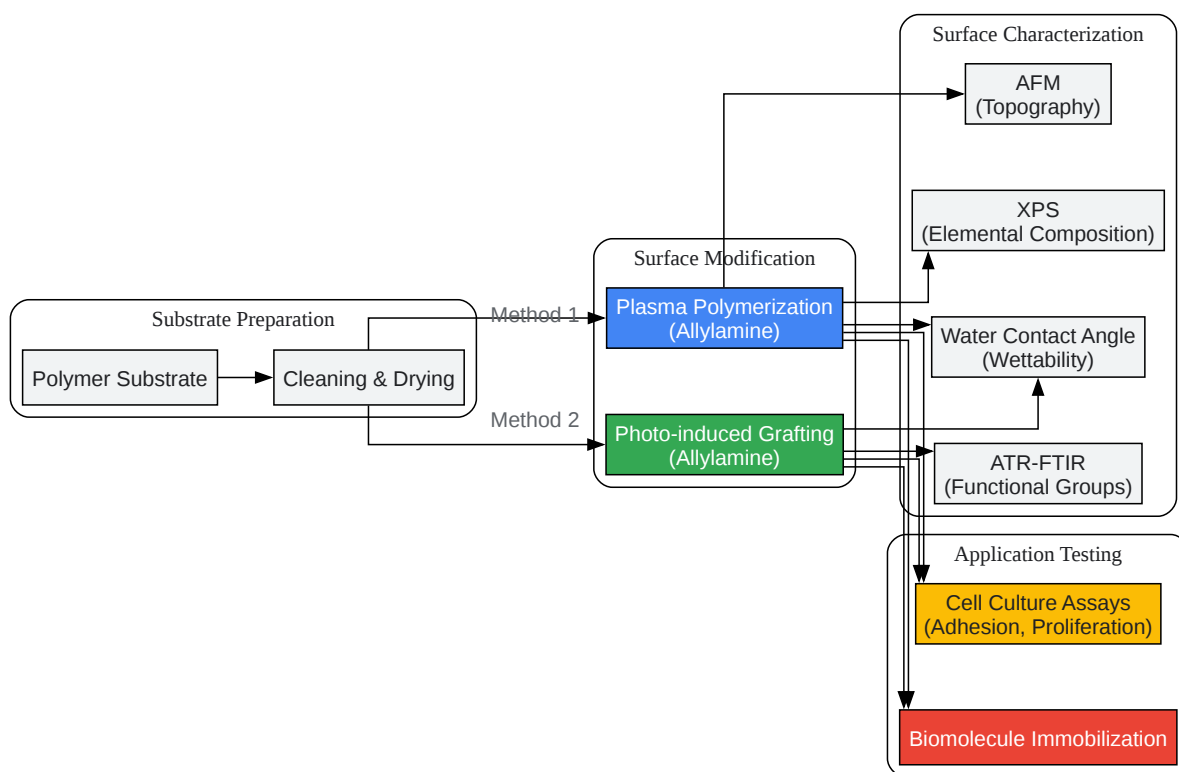 Substrate Preparation
Polymer Substrate
Cleaning & Drying
Method 1
Method 2
Surface Modification
Plasma Polymerization
(Allylamine)
Photo-induced Grafting
(Allylamine)
Surface Characterization
AFM
(Topography)
XPS
(Elemental Composition)
Water Contact Angle
(Wettability)
ATR-FTIR
(Functional Groups)
Application Testing
Cell Culture Assays
(Adhesion, Proliferation)
Biomolecule Immobilization